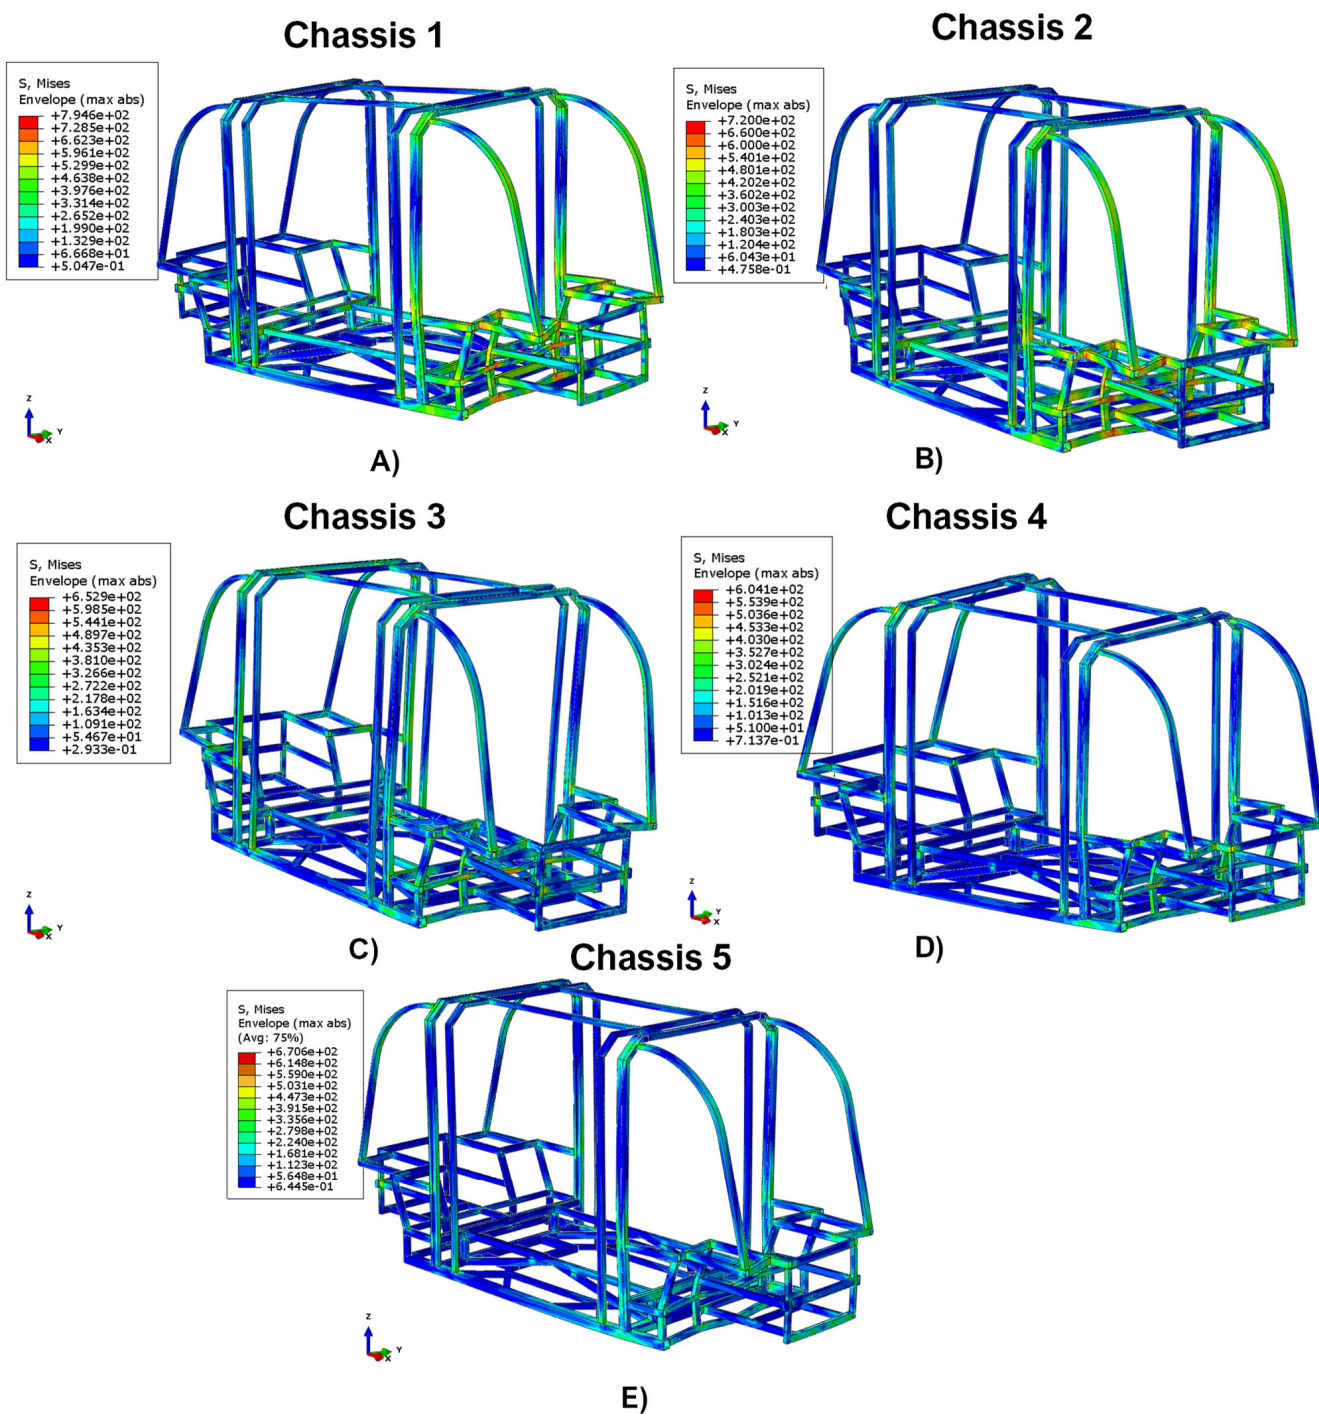 Chassis 1
S, Mises
Envelope (max abs)
+7.946e+02
+7.285e+02
+6.623e+02
+5.961e+02
+5.299e+02
+4.638e+02
+3.976e+02
+3.314e+02
+2.652e+02
+1.990e+02
+1.329e+02
+6.668e+01
+5.047e-01
Z
Y
X
A)
Chassis 2
S, Mises
Envelope (max abs)
+7.200e+02
+6.600e+02
+6.000e+02
+5.401e+02
+4.801e+02
+4.202e+02
+3.602e+02
+3.003e+02
+2.403e+02
+1.803e+02
+1.204e+02
+6.043e+01
+4.758e-01
Z
Y
X
B)
Chassis 3
S, Mises
Envelope (max abs)
+6.529e+02
+5.985e+02
+5.441e+02
+4.897e+02
+4.353e+02
+3.810e+02
+3.266e+02
+2.722e+02
+2.178e+02
+1.634e+02
+1.091e+02
+5.467e+01
+2.933e-01
Z
Y
X
C)
Chassis 4
S, Mises
Envelope (max abs)
+6.041e+02
+5.539e+02
+5.036e+02
+4.533e+02
+4.030e+02
+3.527e+02
+3.024e+02
+2.521e+02
+2.019e+02
+1.516e+02
+1.013e+02
+5.100e+01
+7.137e-01
Z
Y
X
D)
Chassis 5
S, Mises
Envelope (max abs)
(Avg: 75%)
+6.706e+02
+6.148e+02
+5.590e+02
+5.031e+02
+4.473e+02
+3.915e+02
+3.356e+02
+2.798e+02
+2.240e+02
+1.681e+02
+1.123e+02
+5.648e+01
+6.445e-01
Z
Y
X
E)